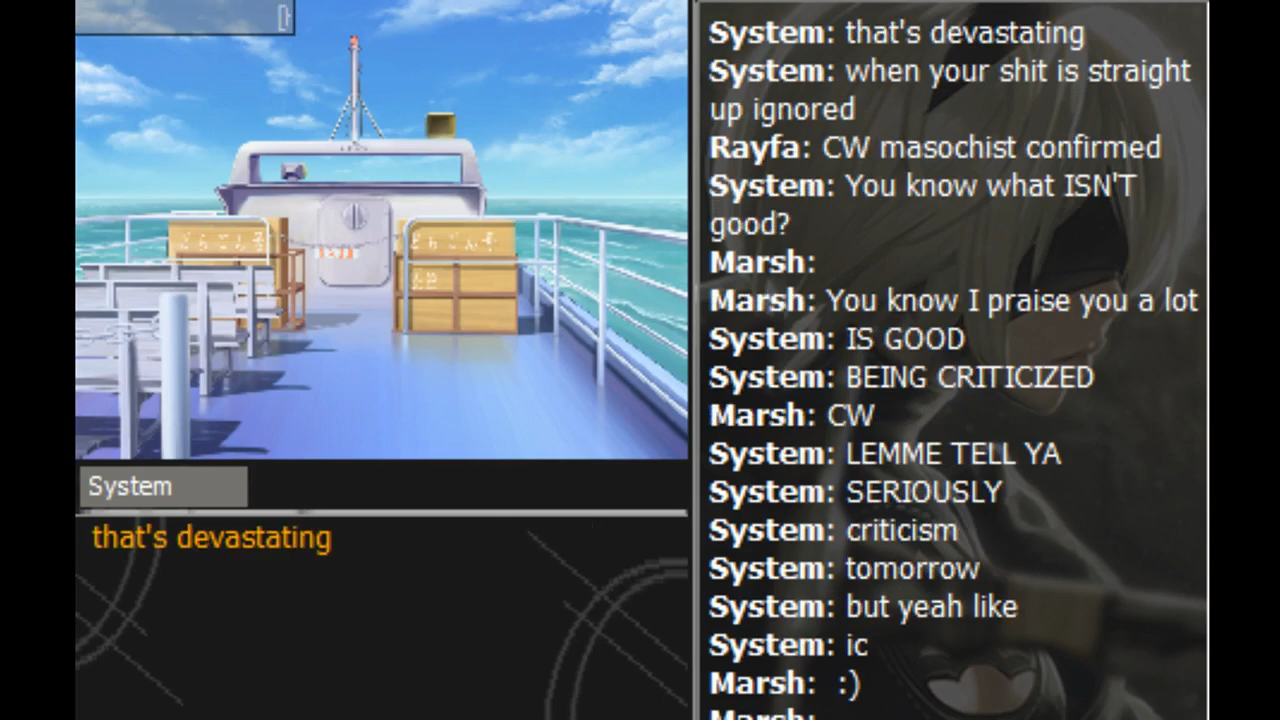 System
that's devastating
System: that's devastating
System: when your shit is straight
up ignored
Rayfa: CW masochist confirmed
System: You know what ISN'T
good?
Marsh:
Marsh: You know I praise you a lot
System: IS GOOD
System: BEING CRITICIZED
Marsh: CW
System: LEMME TELL YA
System: SERIOUSLY
System: criticism
System: tomorrow
System: but yeah like
System: ic
Marsh: :)
Marsh: